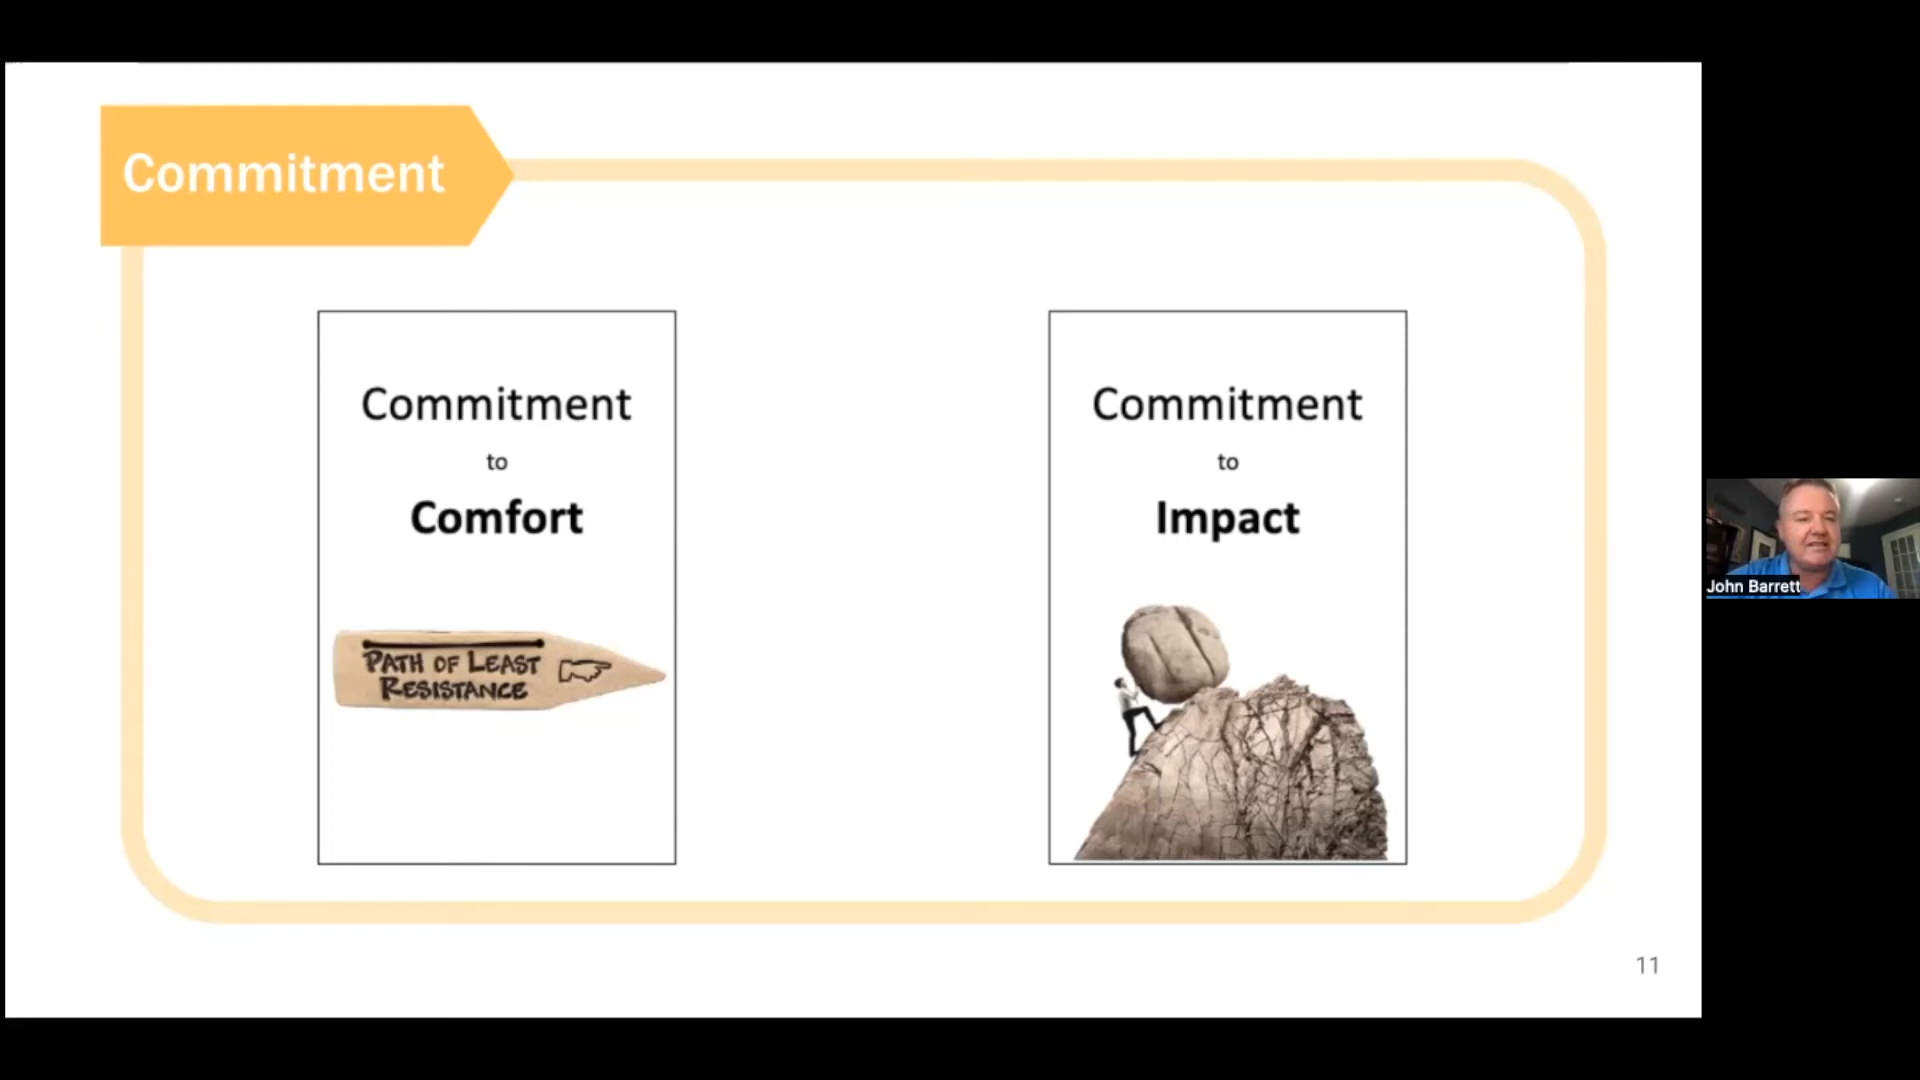 Commitment
Commitment
to
Comfort
PATH OF LEAST
RESISTANCE
Commitment
to
Impact
John Barrett
11